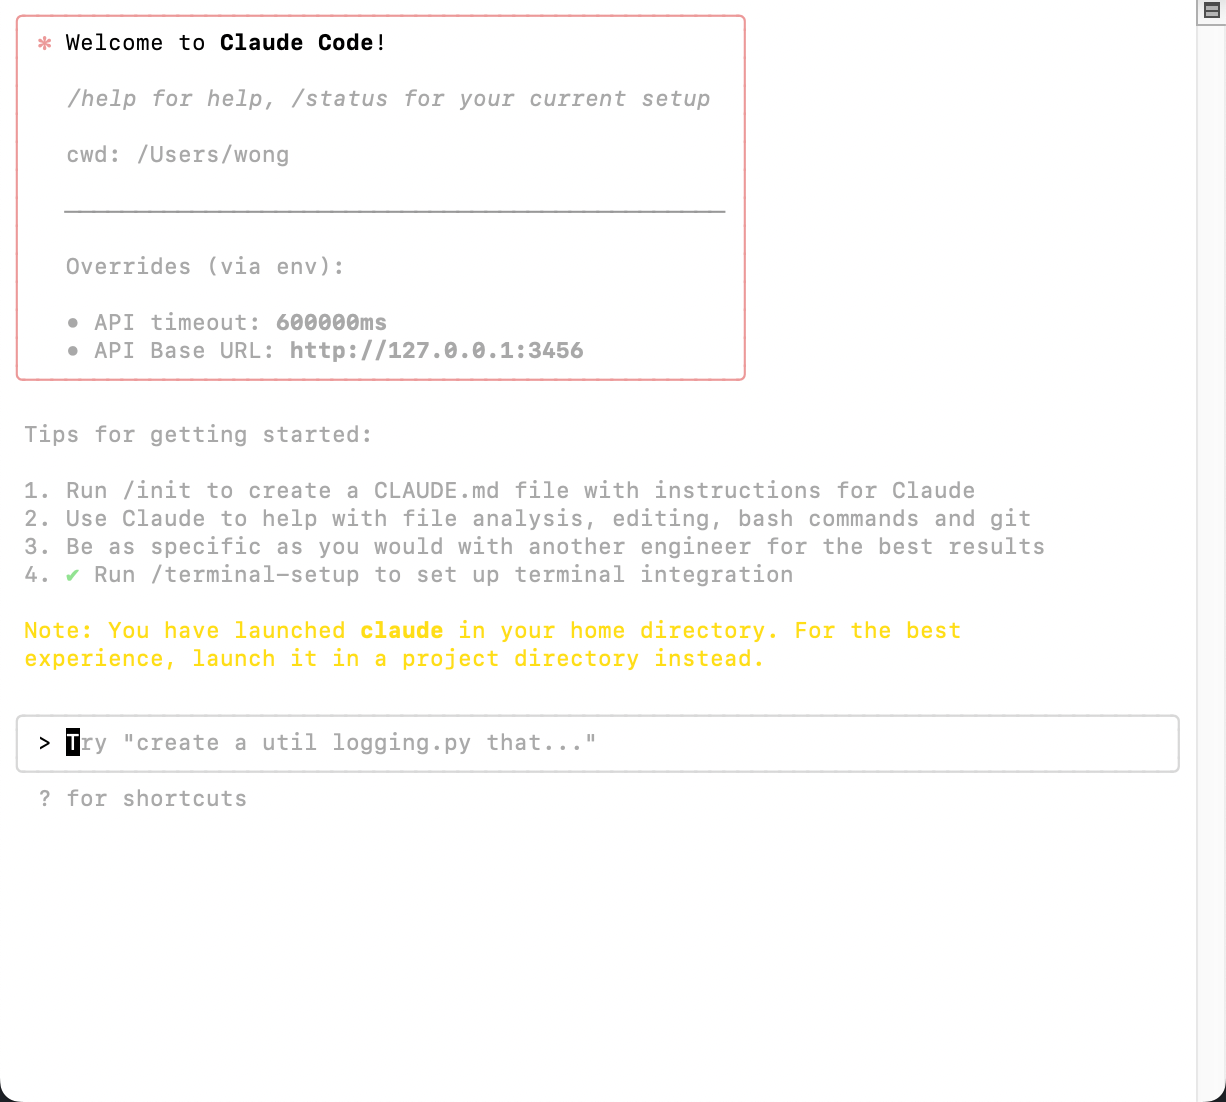 * Welcome to Claude Code!
/help for help, /status for your current setup
cwd: /Users/wong
Overrides (via env):
• API timeout: 600000ms
• API Base URL: http://127.0.0.1:3456
Tips for getting started:
1. Run /init to create a CLAUDE.md file with instructions for Claude
2. Use Claude to help with file analysis, editing, bash commands and git
3. Be as specific as you would with another engineer for the best results
4. ✔ Run /terminal-setup to set up terminal integration
Note: You have launched claude in your home directory. For the best
experience, launch it in a project directory instead.
> Try "create a util logging.py that..."
? for shortcuts